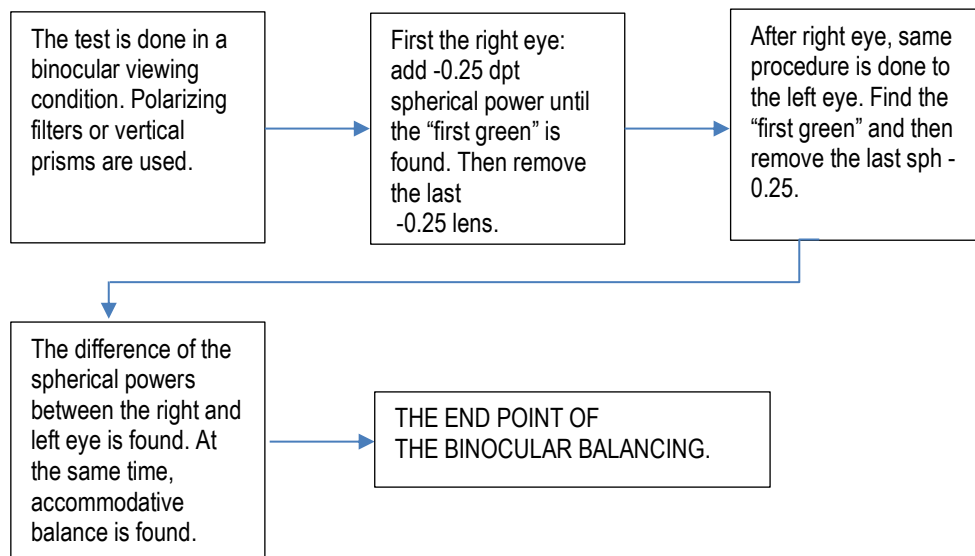 The test is done in a
binocular viewing
condition. Polarizing
filters or vertical
prisms are used.
First the right eye:
add -0.25 dpt
spherical power until
the “first green” is
found. Then remove
the last
-0.25 lens.
After right eye, same
procedure is done to
the left eye. Find the
“first green” and then
remove the last sph -
0.25.
The difference of the
spherical powers
between the right and
left eye is found. At
the same time,
accommodative
balance is found.
THE END POINT OF
THE BINOCULAR BALANCING.